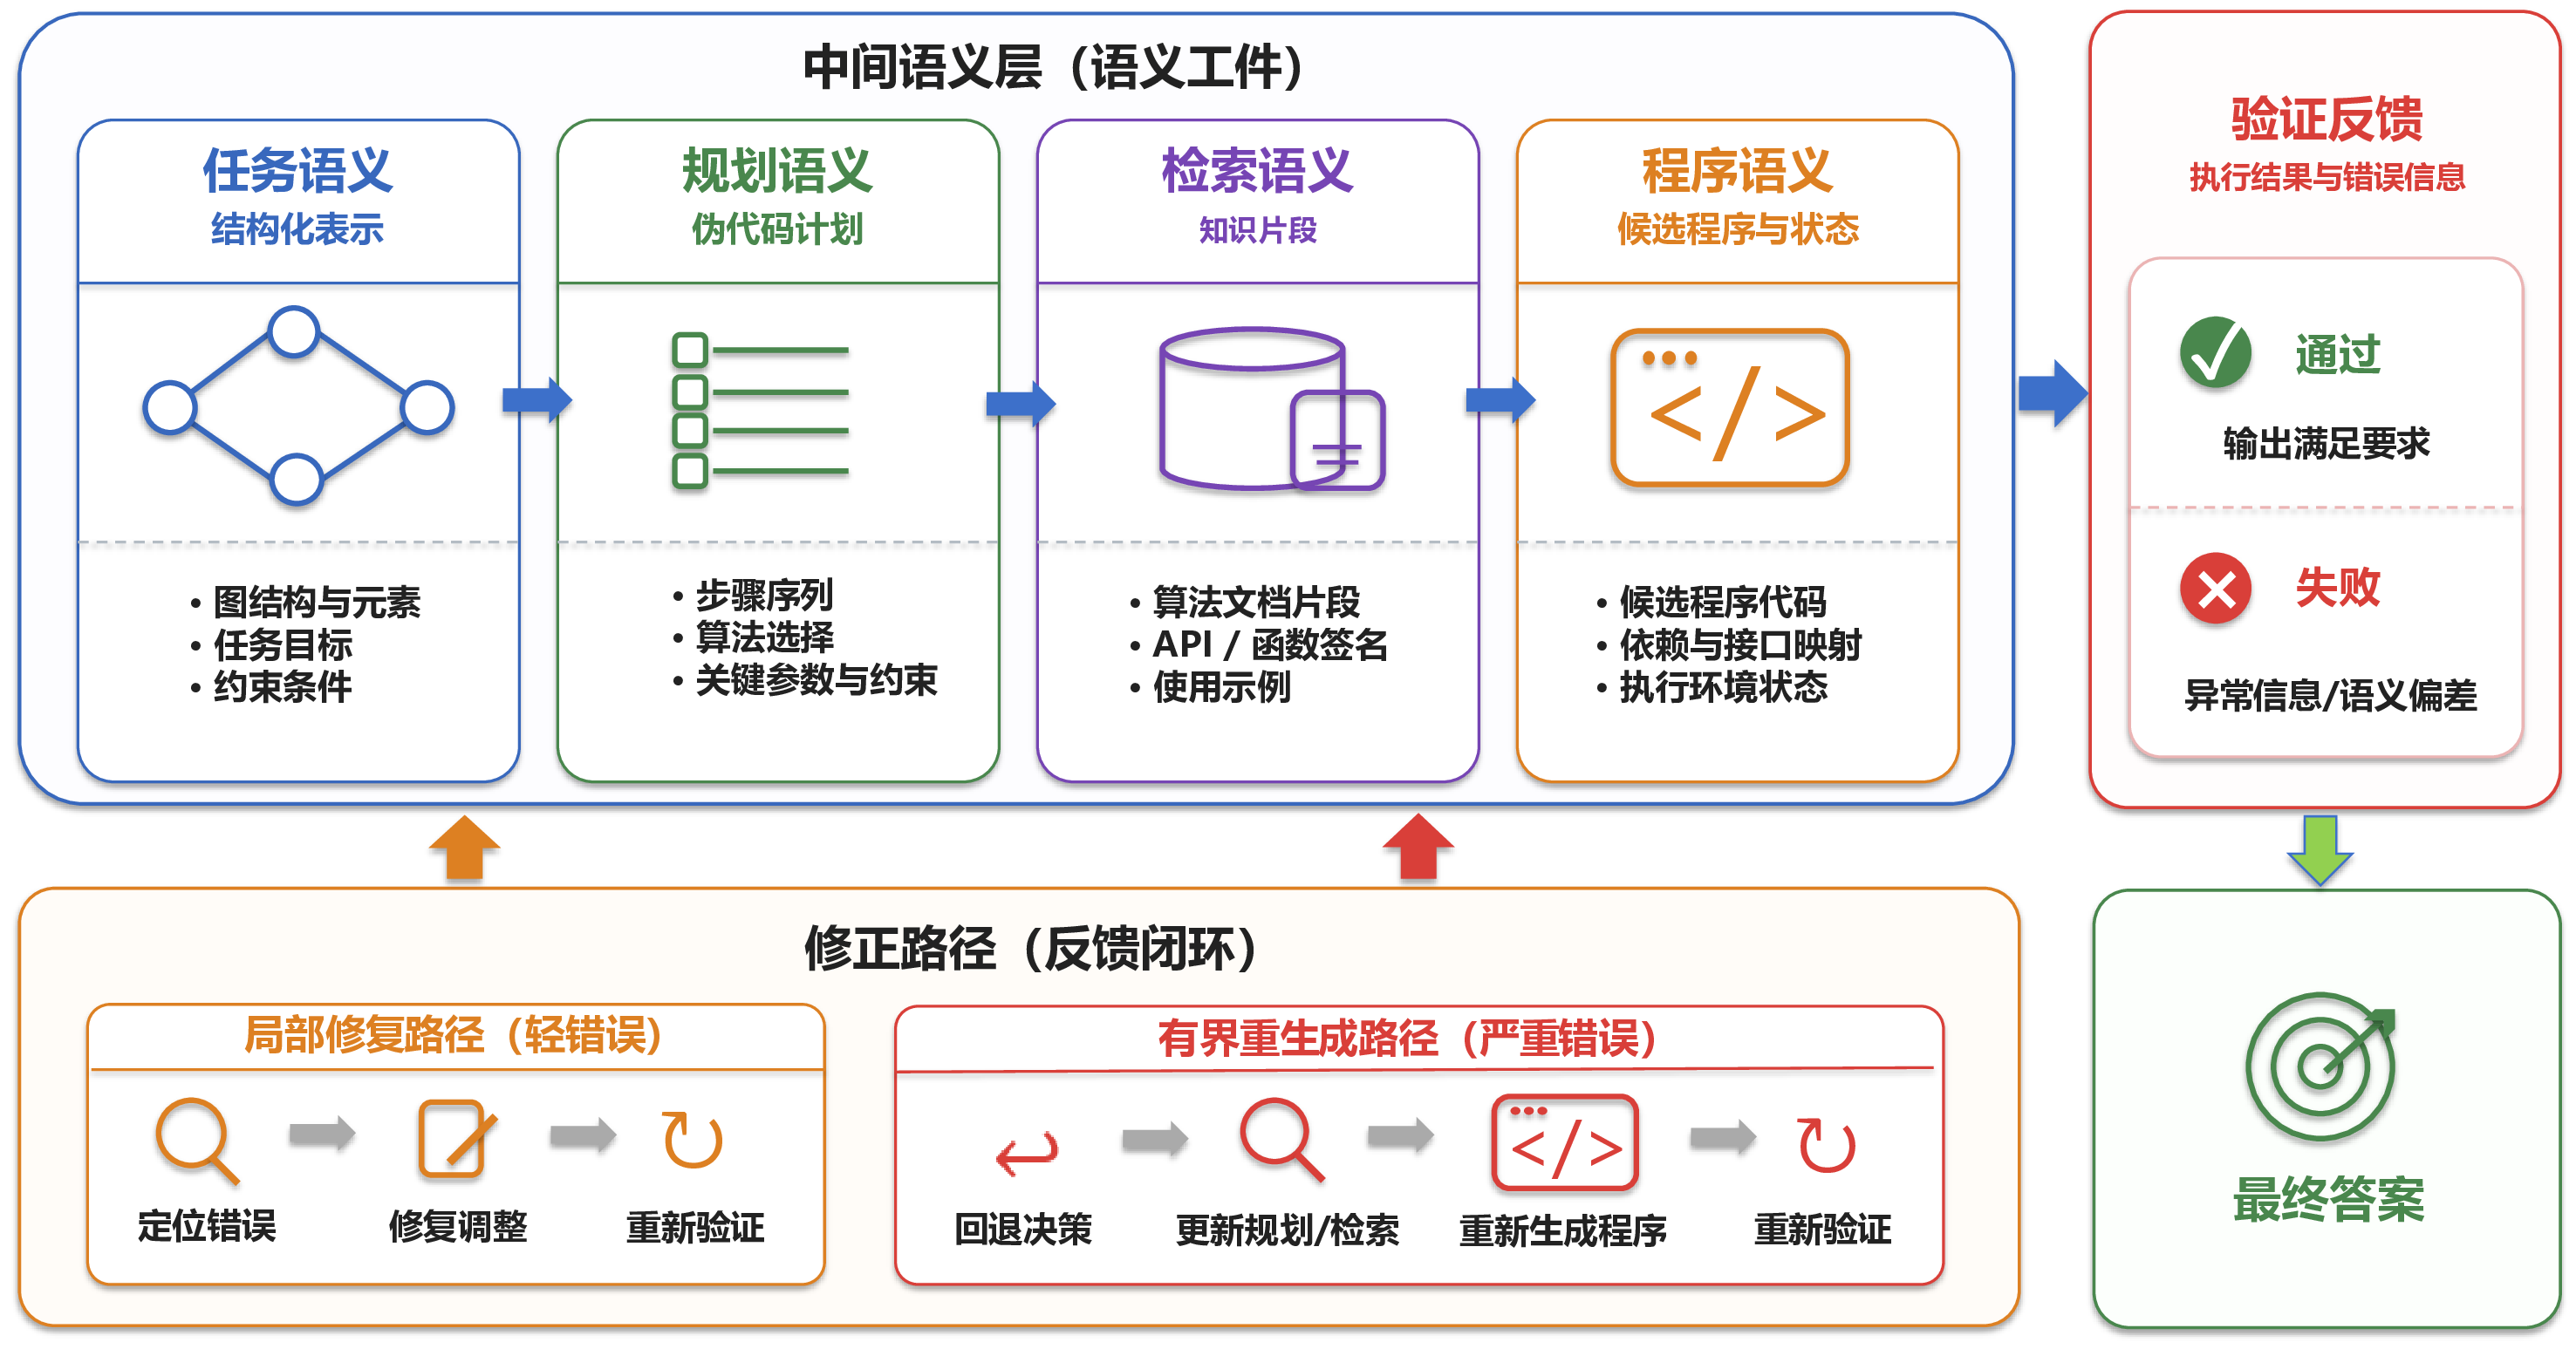 中间语义层（语义工件）
任务语义
结构化表示
• 图结构与元素
• 任务目标
• 约束条件
规划语义
伪代码计划
• 步骤序列
• 算法选择
• 关键参数与约束
检索语义
知识片段
• 算法文档片段
• API / 函数签名
• 使用示例
程序语义
候选程序与状态
</>
• 候选程序代码
• 依赖与接口映射
• 执行环境状态
验证反馈
执行结果与错误信息
通过
输出满足要求
失败
异常信息/语义偏差
修正路径（反馈闭环）
局部修复路径（轻错误）
定位错误
修复调整
重新验证
有界重生成路径（严重错误）
回退决策
更新规划/检索
</>
重新生成程序
重新验证
最终答案